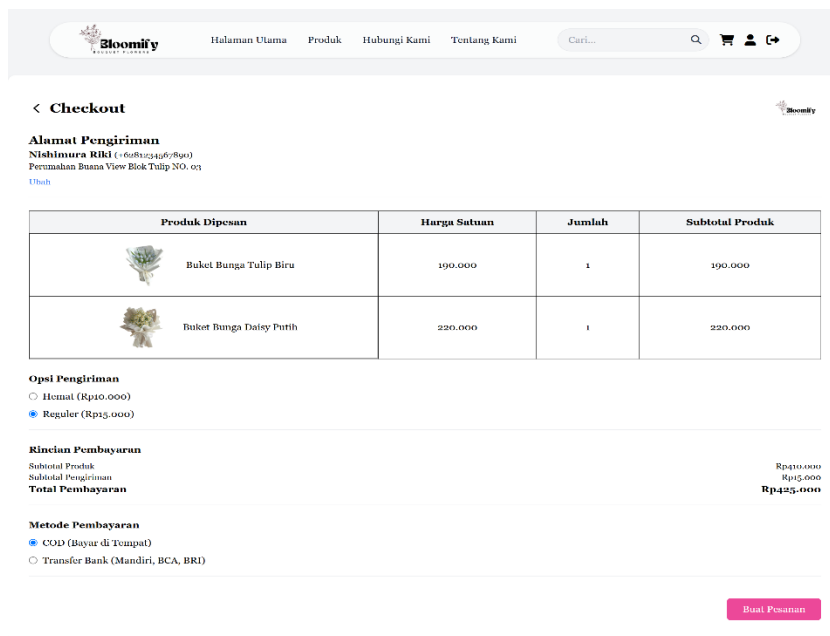 Bloomify
BOUQUET FLOWERS
Halaman Utama
Produk
Hubungi Kami
Tentang Kami
Cari...
Checkout
Bloomify
Alamat Pengiriman
Nishimura Riki (+6281234567890)
Perumahan Buana View Blok Tulip NO. 03
Ubah
Produk Dipesan Harga Satuan Jumlah Subtotal Produk
Buket Bunga Tulip Biru 190.000 1 190.000
Buket Bunga Daisy Putih 220.000 1 220.000
Opsi Pengiriman
Hemat (Rp10.000)
Reguler (Rp15.000)
Rincian Pembayaran
Subtotal Produk Rp410.000
Subtotal Pengiriman Rp15.000
Total Pembayaran Rp425.000
Metode Pembayaran
COD (Bayar di Tempat)
Transfer Bank (Mandiri, BCA, BRI)
Buat Pesanan